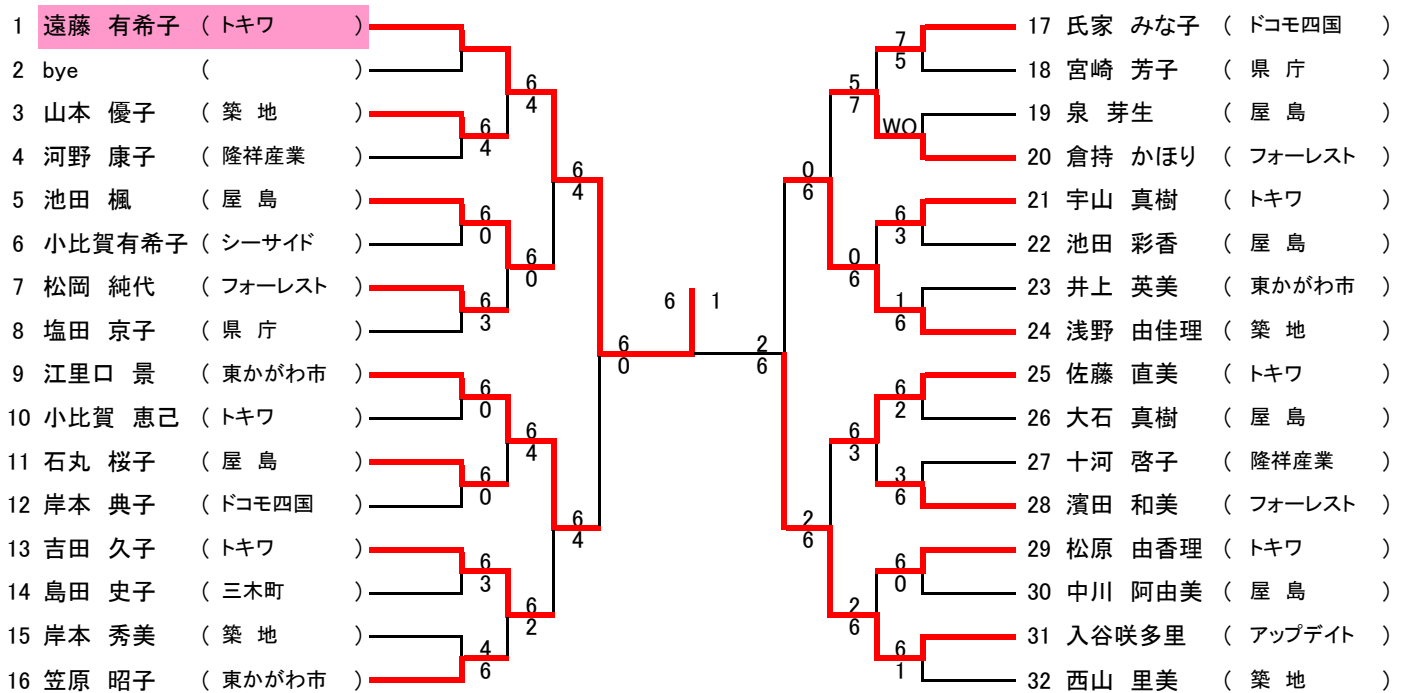 1 遠藤 有希子 ( トキワ )
2 bye ( )
3 山本 優子 ( 築 地 )
4 河野 康子 ( 隆祥産業 )
5 池田 楓 ( 屋 島 )
6 小比賀有希子 ( シーサイド )
7 松岡 純代 ( フォーレスト )
8 塩田 京子 ( 県 庁 )
9 江里口 景 ( 東かがわ市 )
10 小比賀 恵己 ( トキワ )
11 石丸 桜子 ( 屋 島 )
12 岸本 典子 ( ドコモ四国 )
13 吉田 久子 ( トキワ )
14 島田 史子 ( 三木町 )
15 岸本 秀美 ( 築 地 )
16 笠原 昭子 ( 東かがわ市 )
6
4
6
0
6
3
6
0
6
0
6
3
4
6
6
4
6
0
6
4
6
2
6
4
6
4
6
0
6 1
2
6
0
6
2
6
5
7
0
6
6
3
2
6
7
5
WO
6
3
1
6
6
2
3
6
6
0
6
1
17 氏家 みな子 ( ドコモ四国 )
18 宮崎 芳子 ( 県 庁 )
19 泉 芽生 ( 屋 島 )
20 倉持 かほり ( フォーレスト )
21 宇山 真樹 ( トキワ )
22 池田 彩香 ( 屋 島 )
23 井上 英美 ( 東かがわ市 )
24 浅野 由佳理 ( 築 地 )
25 佐藤 直美 ( トキワ )
26 大石 真樹 ( 屋 島 )
27 十河 啓子 ( 隆祥産業 )
28 濱田 和美 ( フォーレスト )
29 松原 由香理 ( トキワ )
30 中川 阿由美 ( 屋 島 )
31 入谷咲多里 ( アップデイト )
32 西山 里美 ( 築 地 )